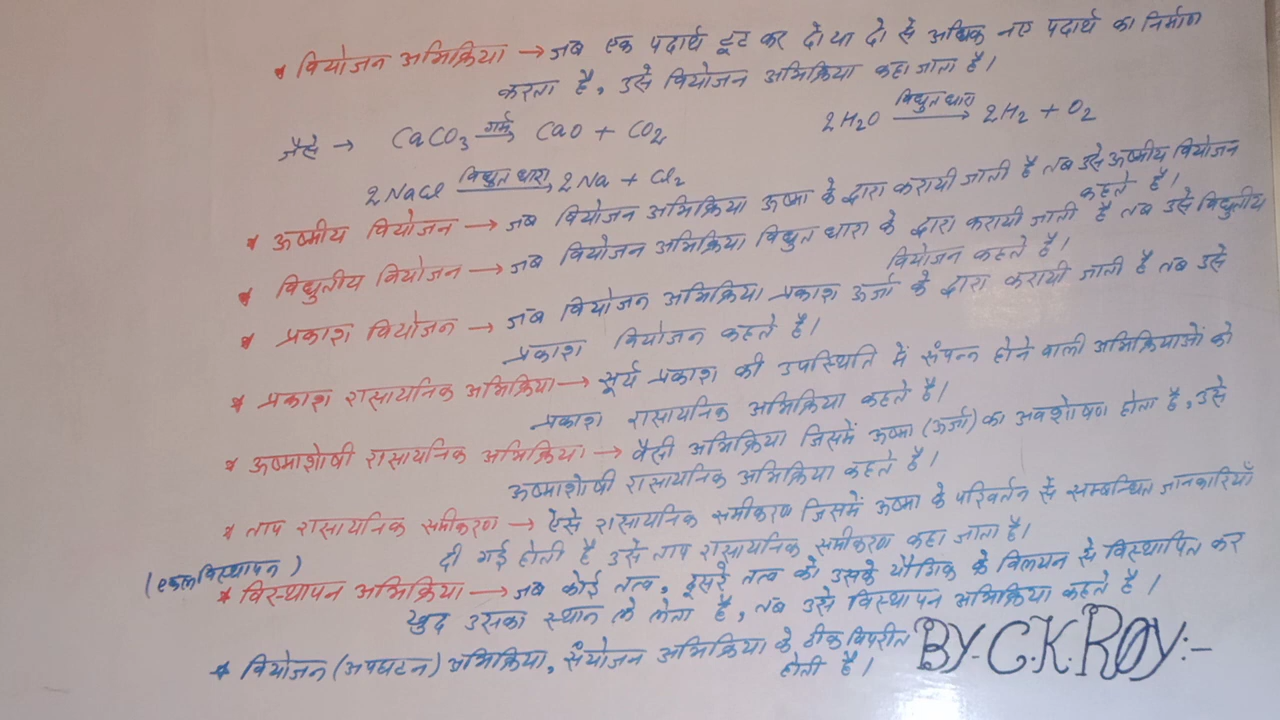 * वियोजन अभिक्रिया → जब एक पदार्थ टूट कर दो या दो से अधिक नए पदार्थ का निर्माण
करता है, उसे वियोजन अभिक्रिया कहा जाता है।
जैसे → CaCO₃ —गर्म→ CaO + CO₂ 2H₂O —विद्युत धारा→ 2H₂ + O₂
2NaCl —विद्युत धारा→ 2Na + Cl₂
* ऊष्मीय वियोजन → जब वियोजन अभिक्रिया ऊष्मा के द्वारा करायी जाती है तब उसे ऊष्मीय वियोजन
कहते है।
* विद्युतीय वियोजन → जब वियोजन अभिक्रिया विद्युत धारा के द्वारा करायी जाती है तब उसे विद्युतीय
वियोजन कहते है।
* प्रकाश वियोजन → जब वियोजन अभिक्रिया प्रकाश ऊर्जा के द्वारा करायी जाती है तब उसे
प्रकाश वियोजन कहते है।
* प्रकाश रासायनिक अभिक्रिया → सूर्य प्रकाश की उपस्थिति में संपन्न होने वाली अभिक्रियाओं को
प्रकाश रासायनिक अभिक्रिया कहते है।
* ऊष्माशोषी रासायनिक अभिक्रिया → वैसी अभिक्रिया जिसमें ऊष्मा (ऊर्जा) का अवशोषण होता है, उसे
ऊष्माशोषी रासायनिक अभिक्रिया कहते है।
* ताप रासायनिक समीकरण → ऐसे रासायनिक समीकरण जिसमें ऊष्मा के परिवर्तन से सम्बन्धित जानकारियाँ
दी गई होती है उसे ताप रासायनिक समीकरण कहा जाता है।
(एकल विस्थापन)
* विस्थापन अभिक्रिया → जब कोई तत्व, दूसरे तत्व को उसके यौगिक के विलयन से विस्थापित कर
खुद उसका स्थान ले लेता है, तब उसे विस्थापन अभिक्रिया कहते है।
* वियोजन (अपघटन) अभिक्रिया, संयोजन अभिक्रिया के ठीक विपरीत
होती है।
BY-C.K.ROY:-